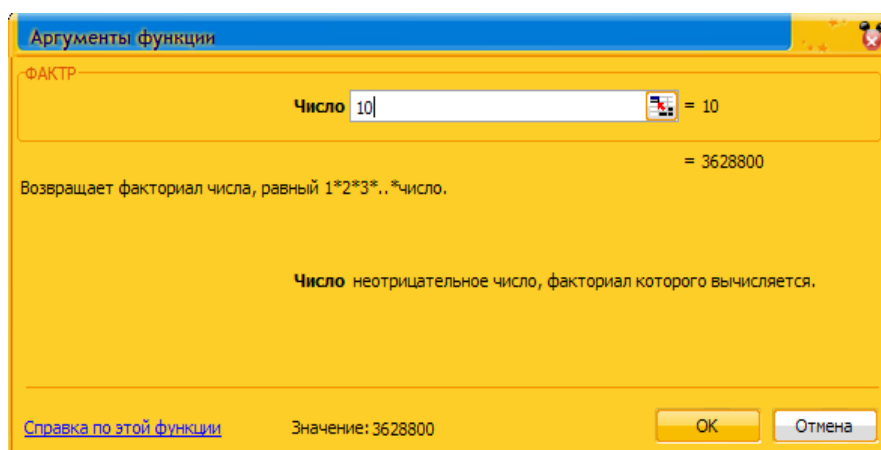 Аргументы функции
ФАКТР
Число 10 = 10
= 3628800
Возвращает факториал числа, равный 1*2*3*..*число.
Число неотрицательное число, факториал которого вычисляется.
Справка по этой функции Значение: 3628800 ОК Отмена